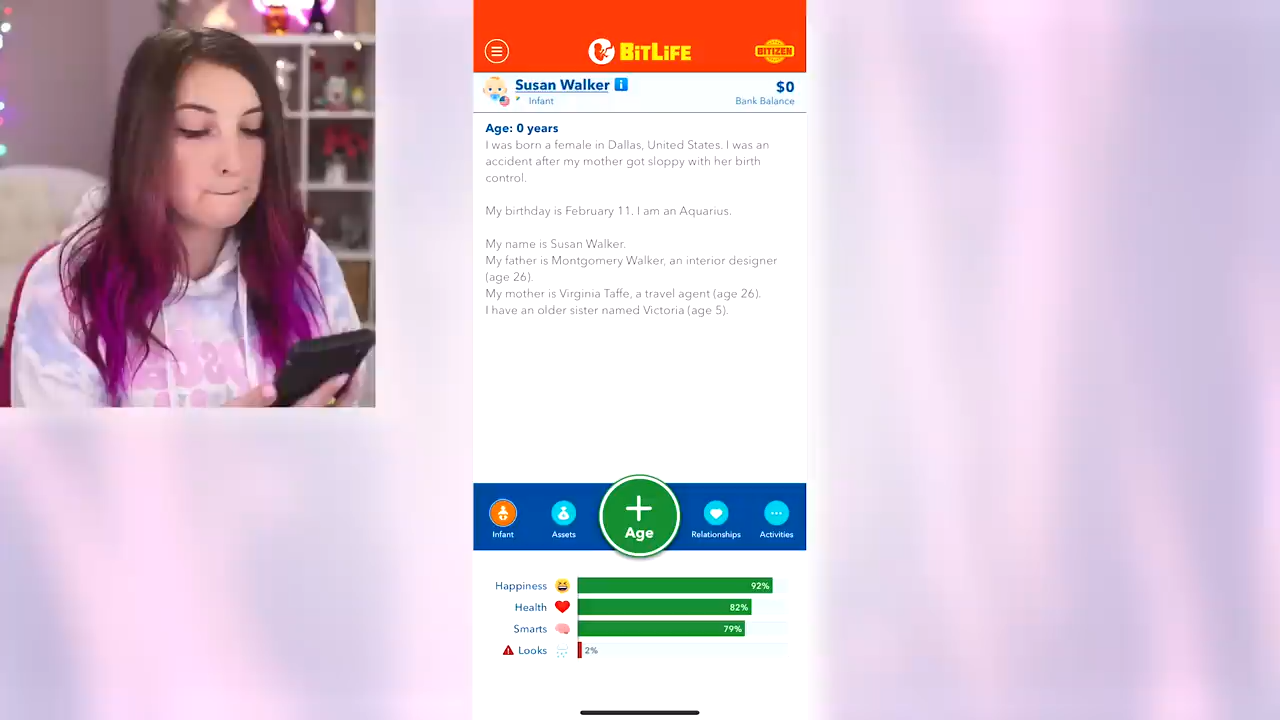 BITLIFE
BITIZEN
Susan Walker
$0
Infant
Bank Balance
Age: 0 years
I was born a female in Dallas, United States. I was an
accident after my mother got sloppy with her birth
control.
My birthday is February 11. I am an Aquarius.
My name is Susan Walker.
My father is Montgomery Walker, an interior designer
(age 26).
My mother is Virginia Taffe, a travel agent (age 26).
I have an older sister named Victoria (age 5).
Infant
Assets
Age
Relationships
Activities
Happiness 92%
Health 82%
Smarts 79%
Looks 2%